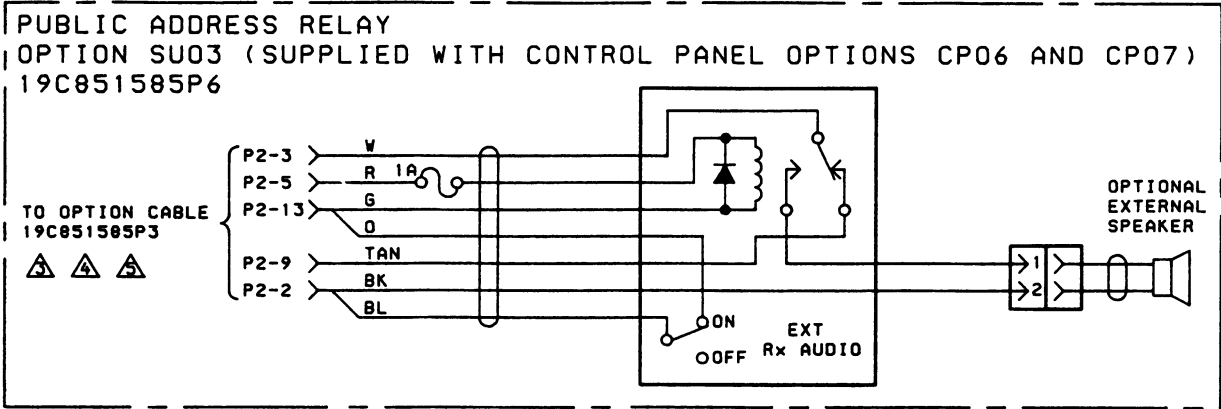 PUBLIC ADDRESS RELAY
OPTION SU03 (SUPPLIED WITH CONTROL PANEL OPTIONS CP06 AND CP07)
19C851585P6
P2-3
W
P2-5
R
1A
P2-13
G
O
TO OPTION CABLE
19C851585P3
3 4 5
P2-9
TAN
P2-2
BK
BL
ON
OFF
EXT
Rx AUDIO
1
2
OPTIONAL
EXTERNAL
SPEAKER